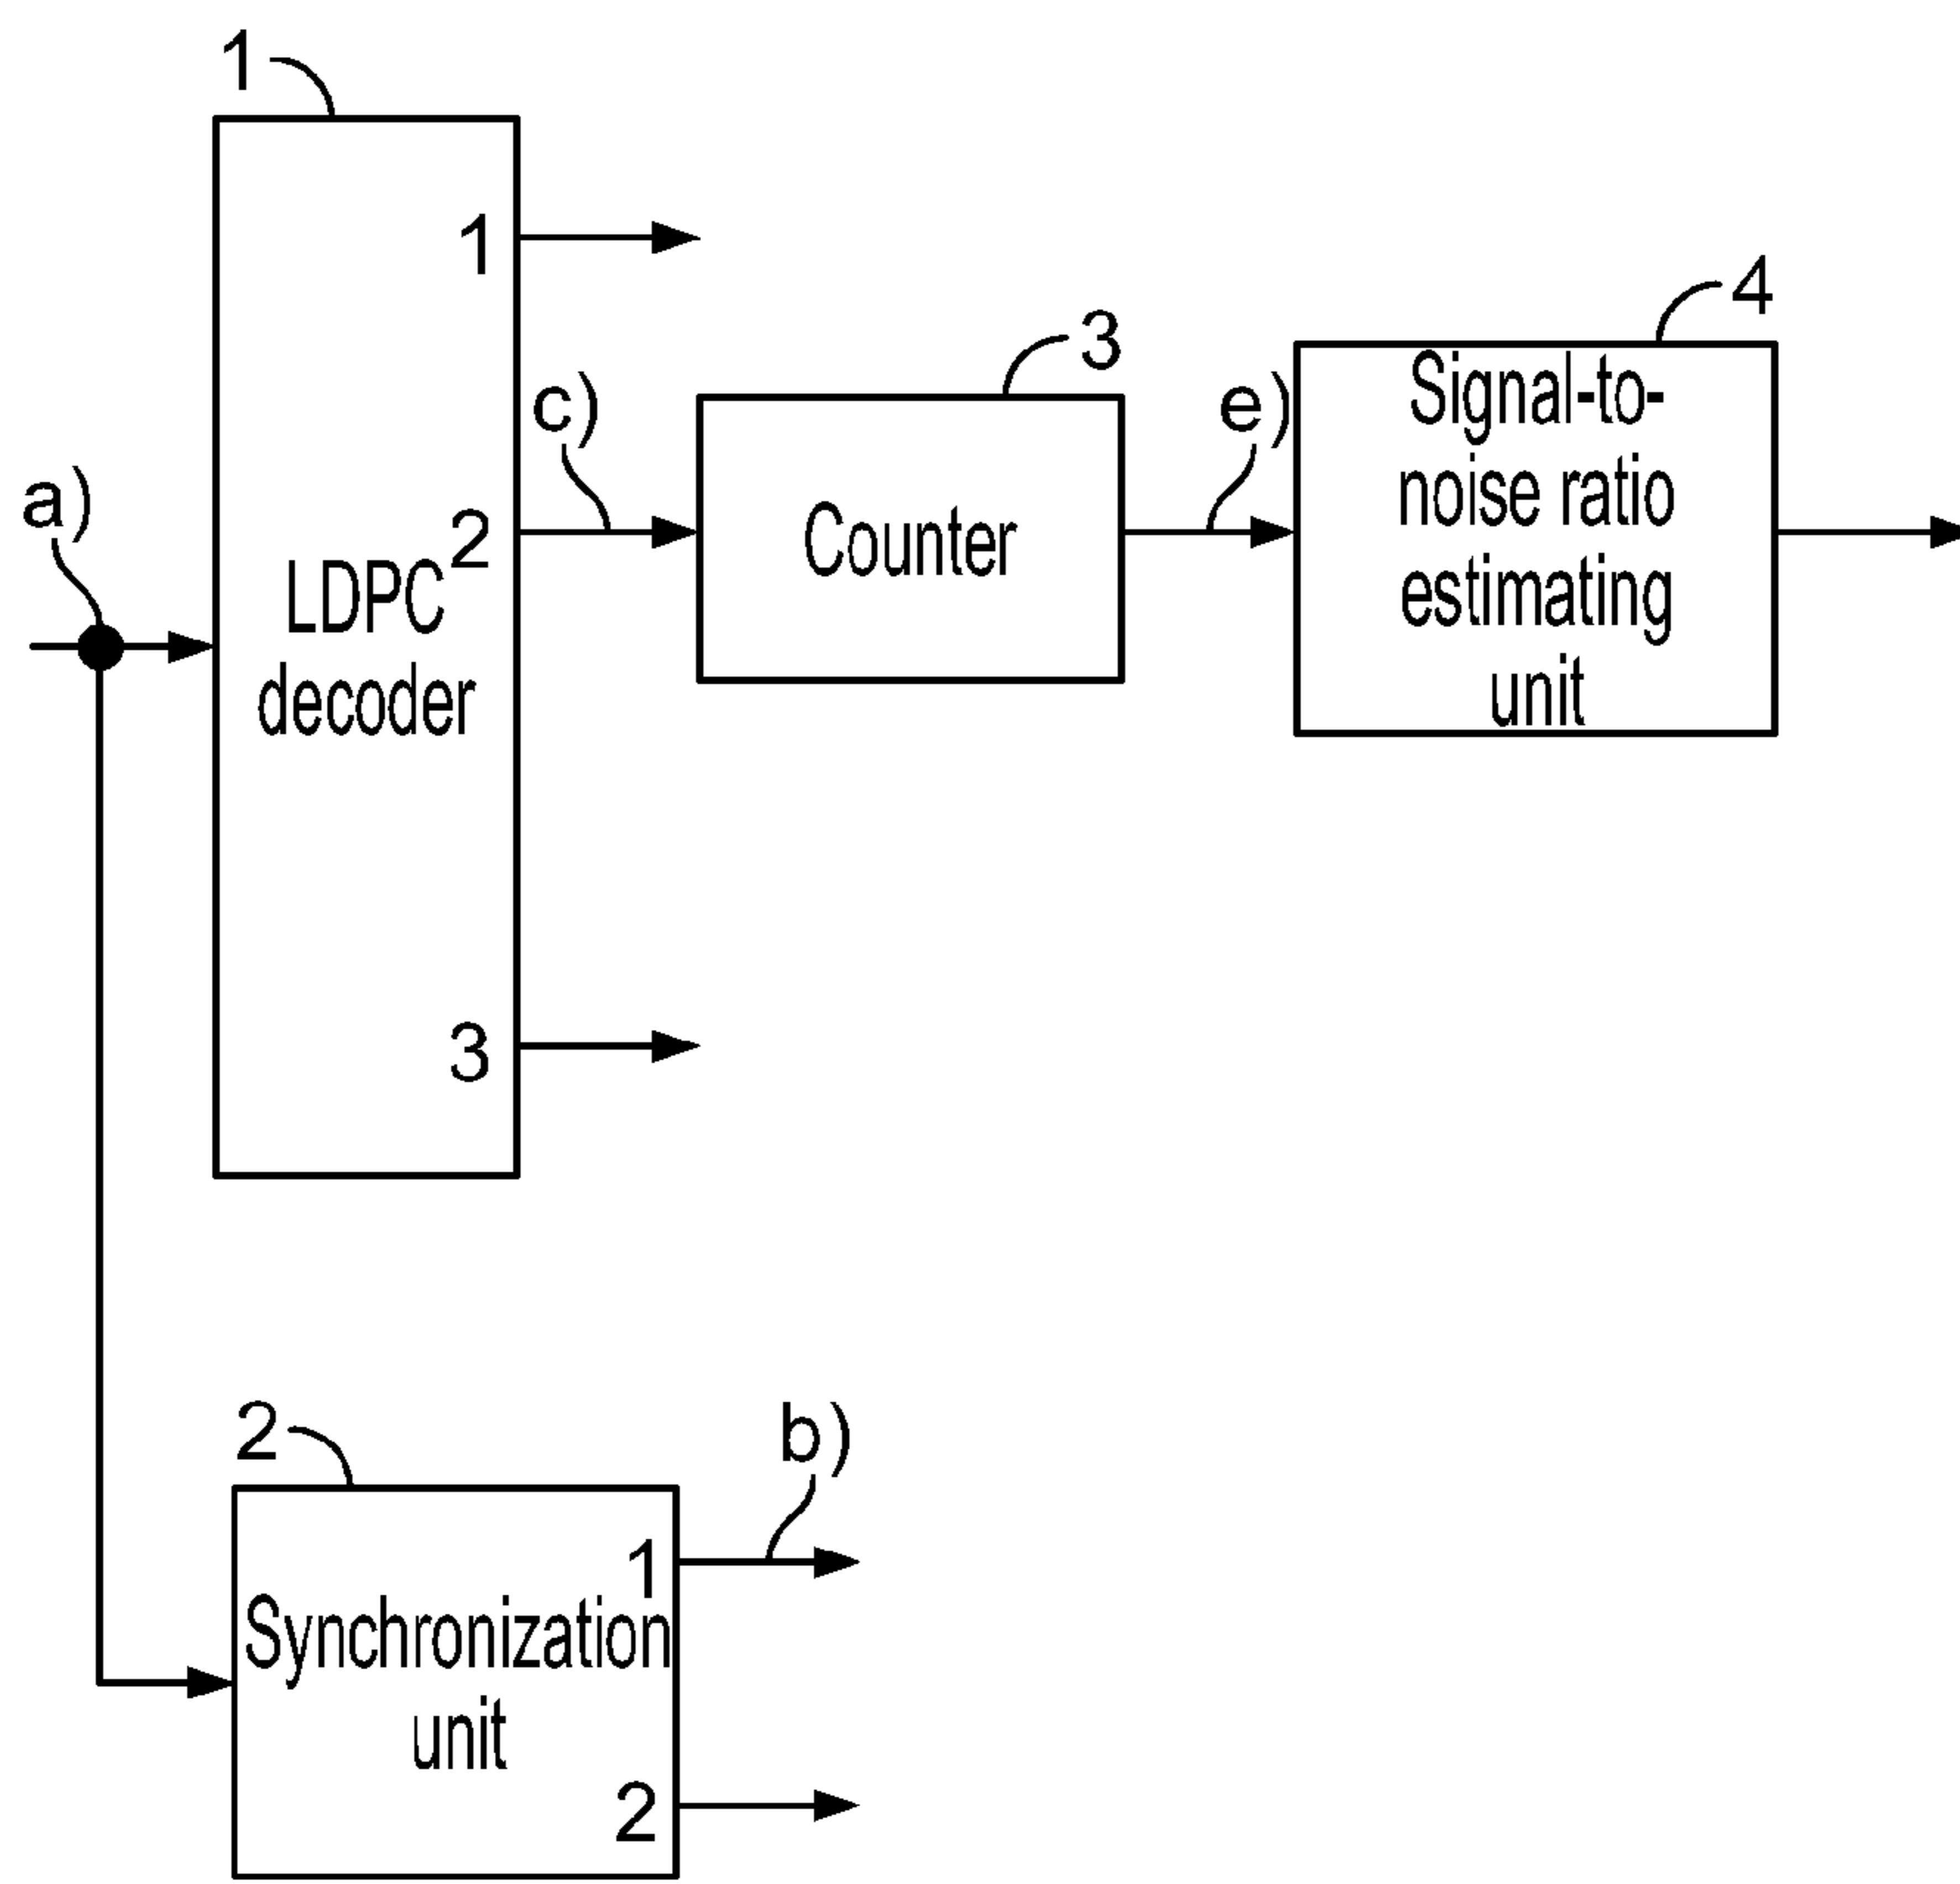 1
1
4
3
c)
e)
Signal-to-
noise ratio
estimating
unit
a)
2
Counter
LDPC
decoder
3
2
b)
1
Synchronization
unit
2